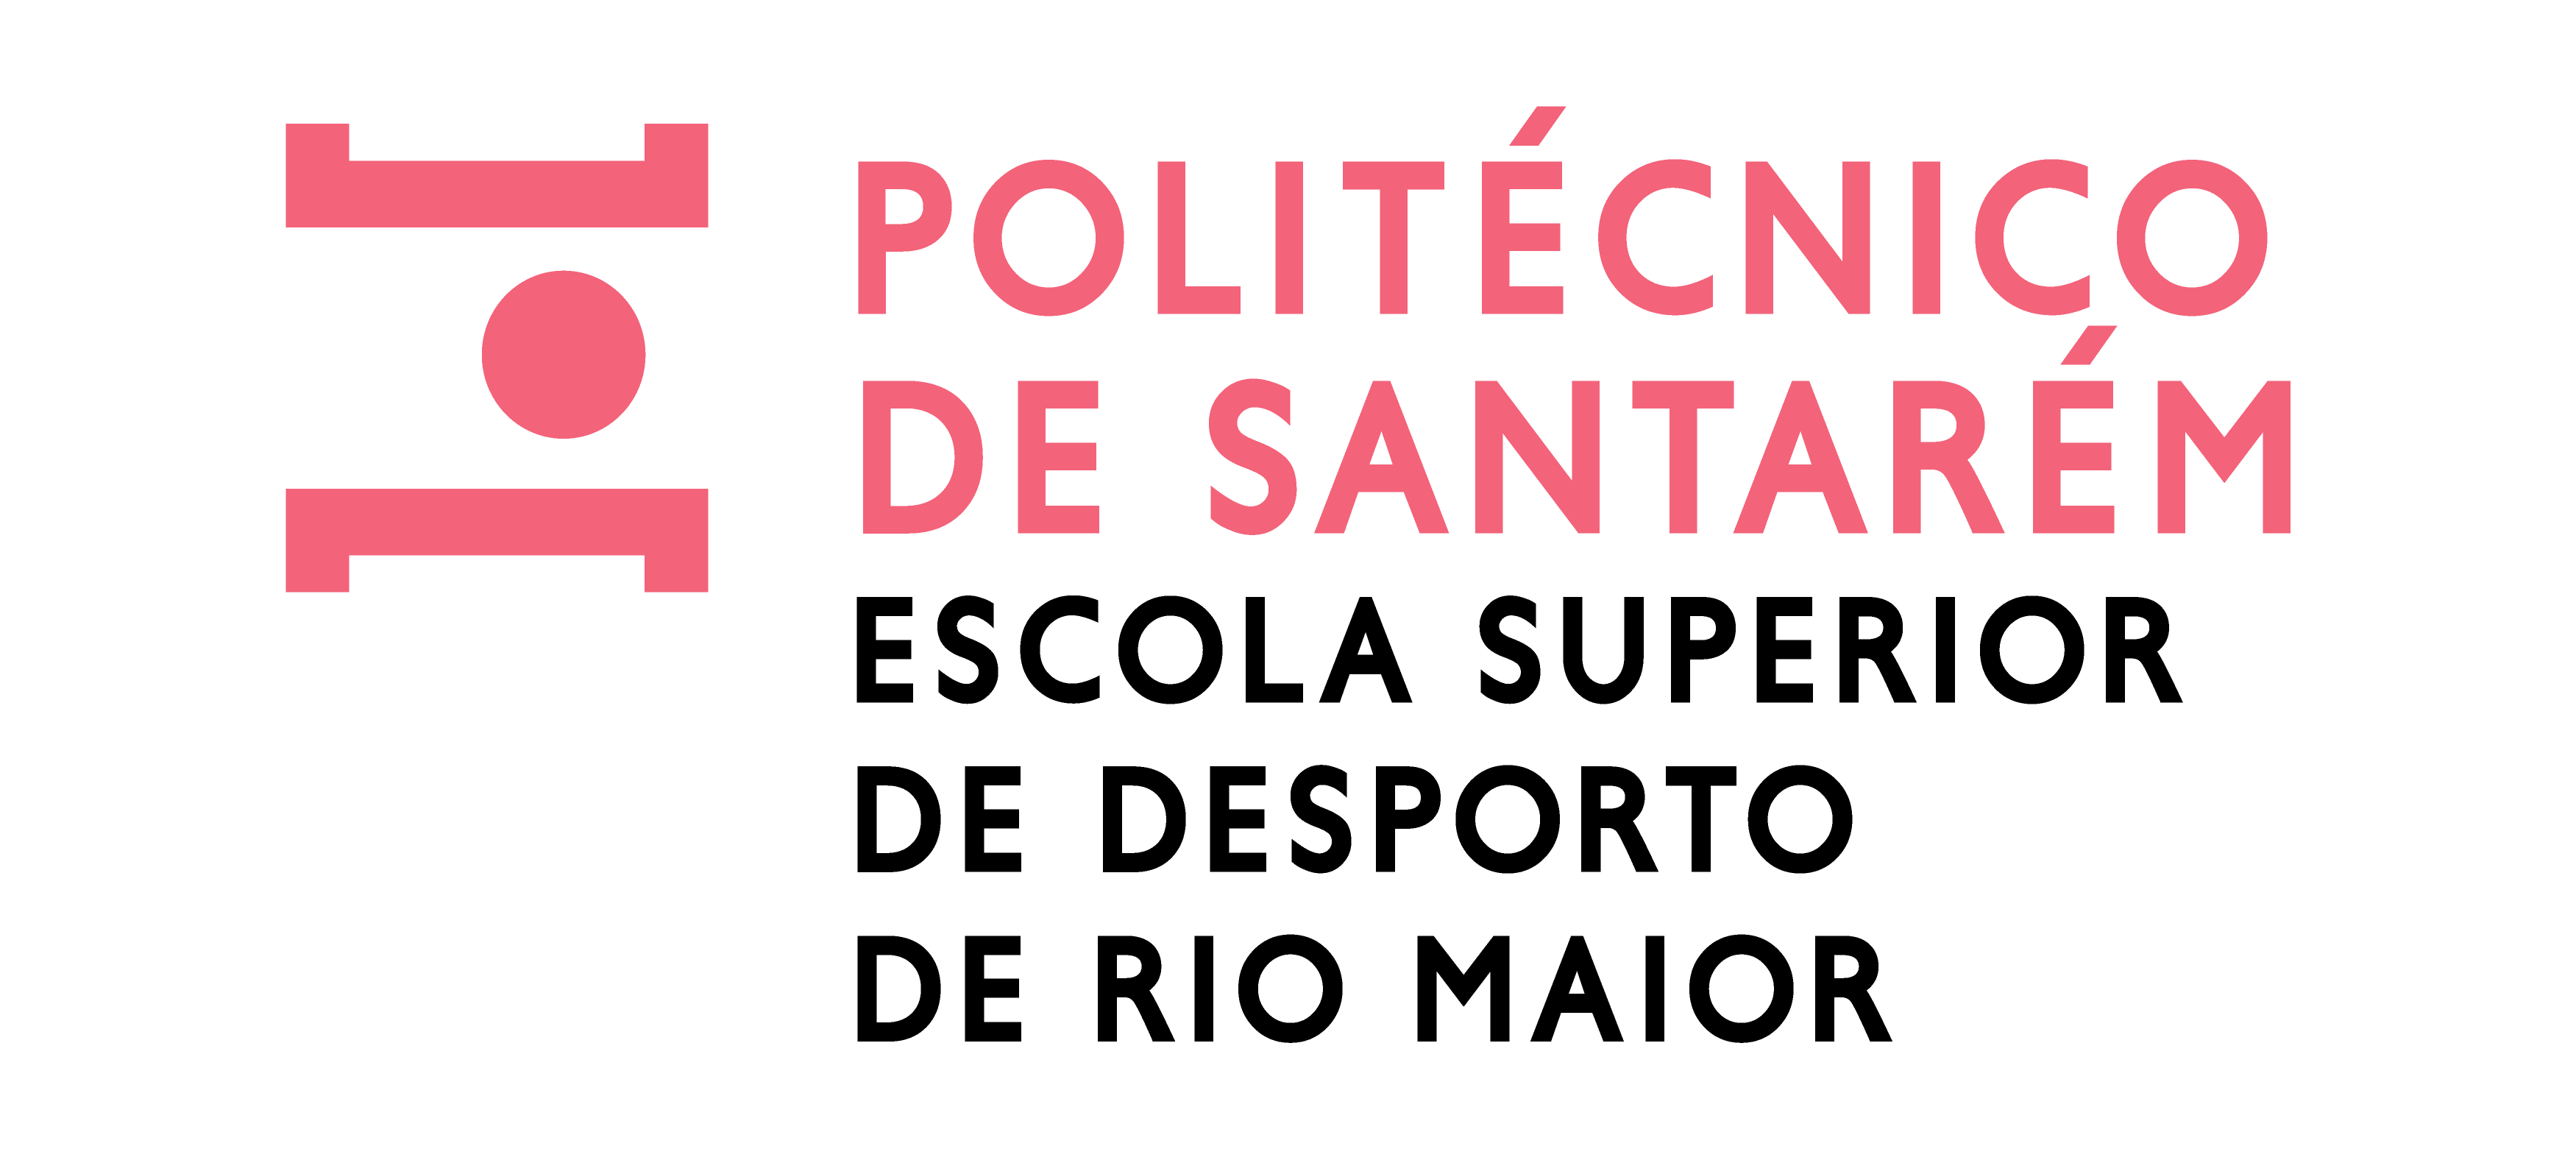 POLITÉCNICO
DE SANTARÉM
ESCOLA SUPERIOR
DE DESPORTO
DE RIO MAIOR